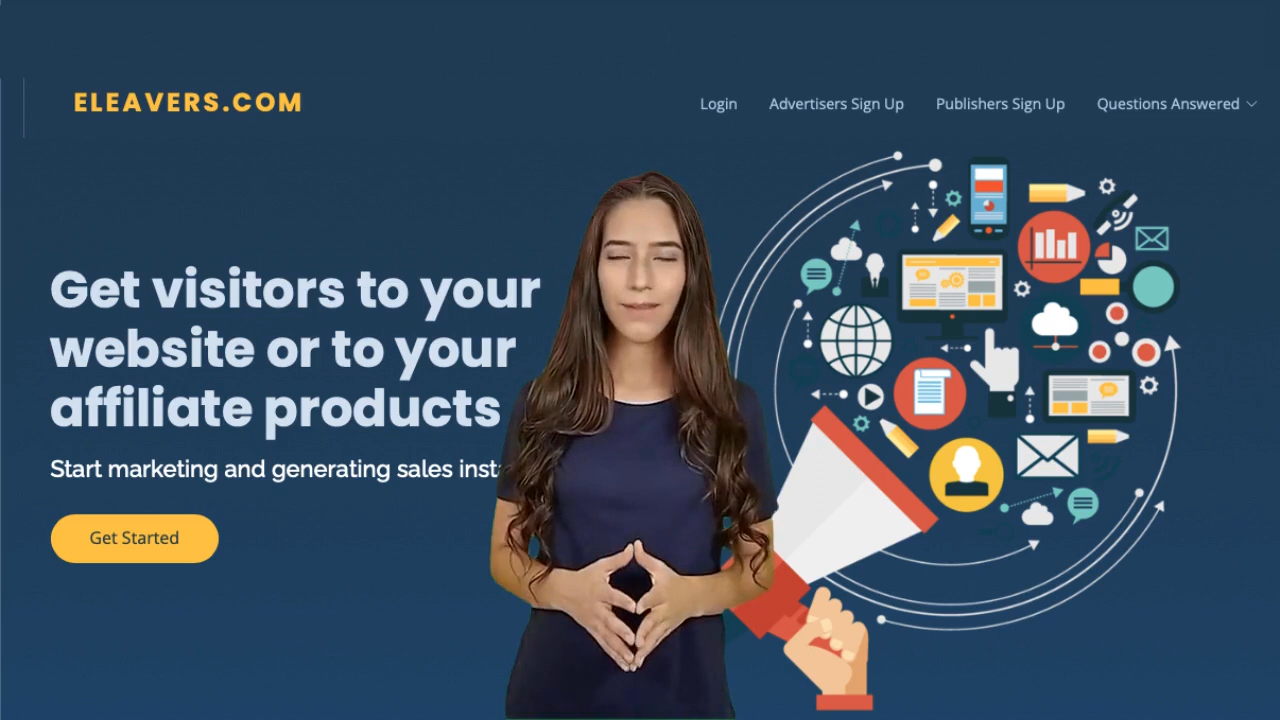 ELEAVERS.COM
Login
Advertisers Sign Up
Publishers Sign Up
Questions Answered
Get visitors to your
website or to your
affiliate products
Start marketing and generating sales inst
Get Started